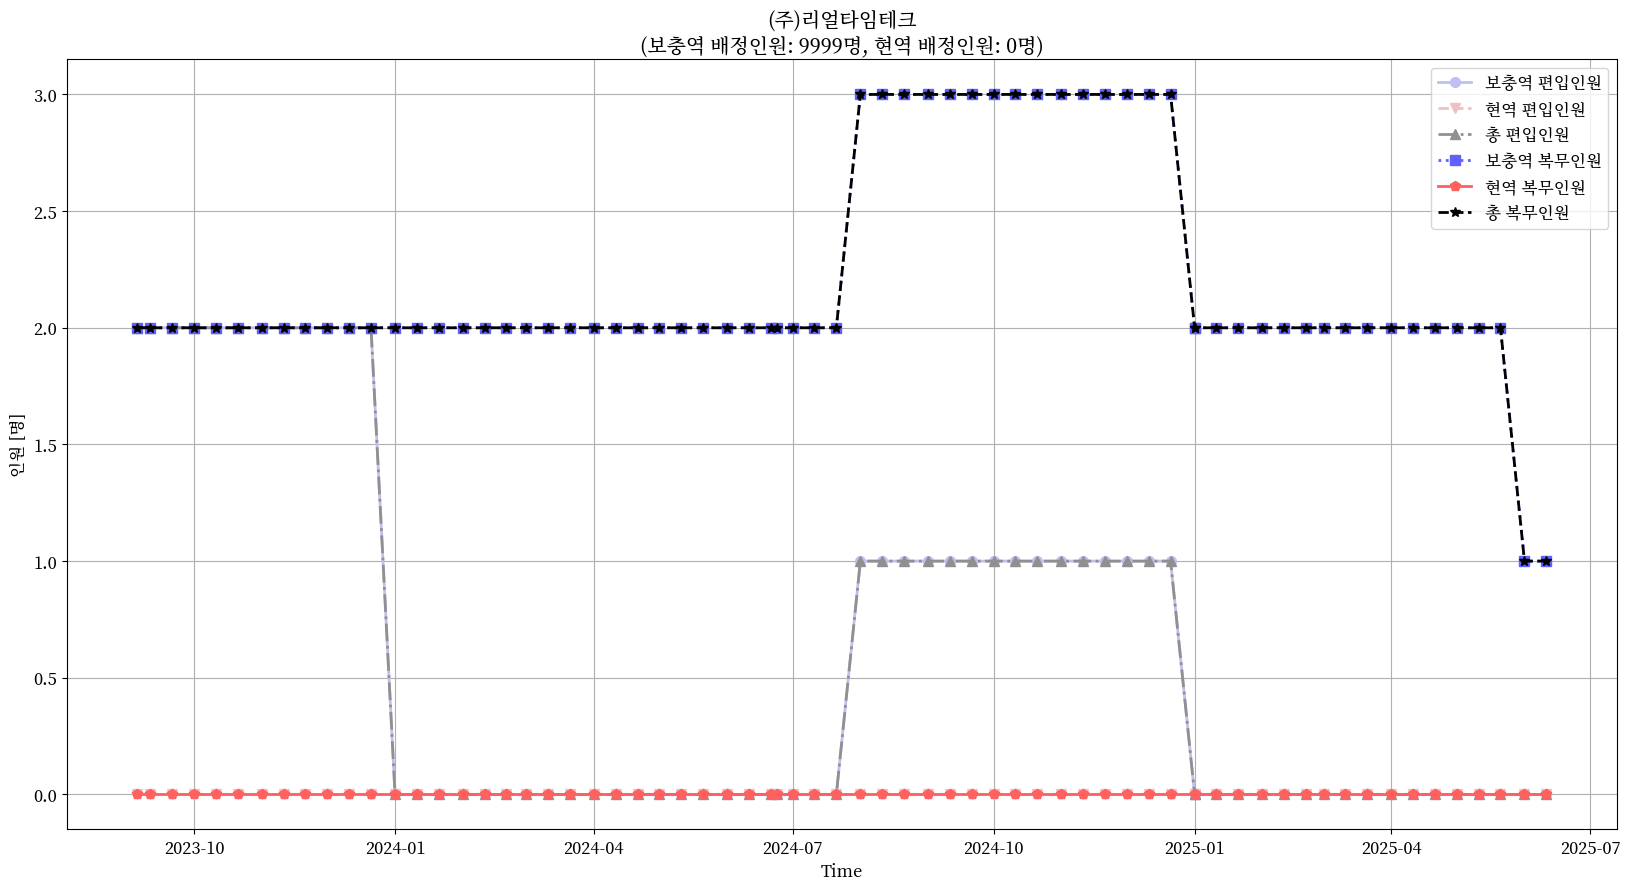 (주)리얼타임테크
(보충역 배정인원: 9999명, 현역 배정인원: 0명)
보충역 편입인원
현역 편입인원
총 편입인원
보충역 복무인원
현역 복무인원
총 복무인원
인원 [명]
3.0
2.5
2.0
1.5
1.0
0.5
0.0
2023-10
2024-01
2024-04
2024-07
2024-10
2025-01
2025-04
2025-07
Time